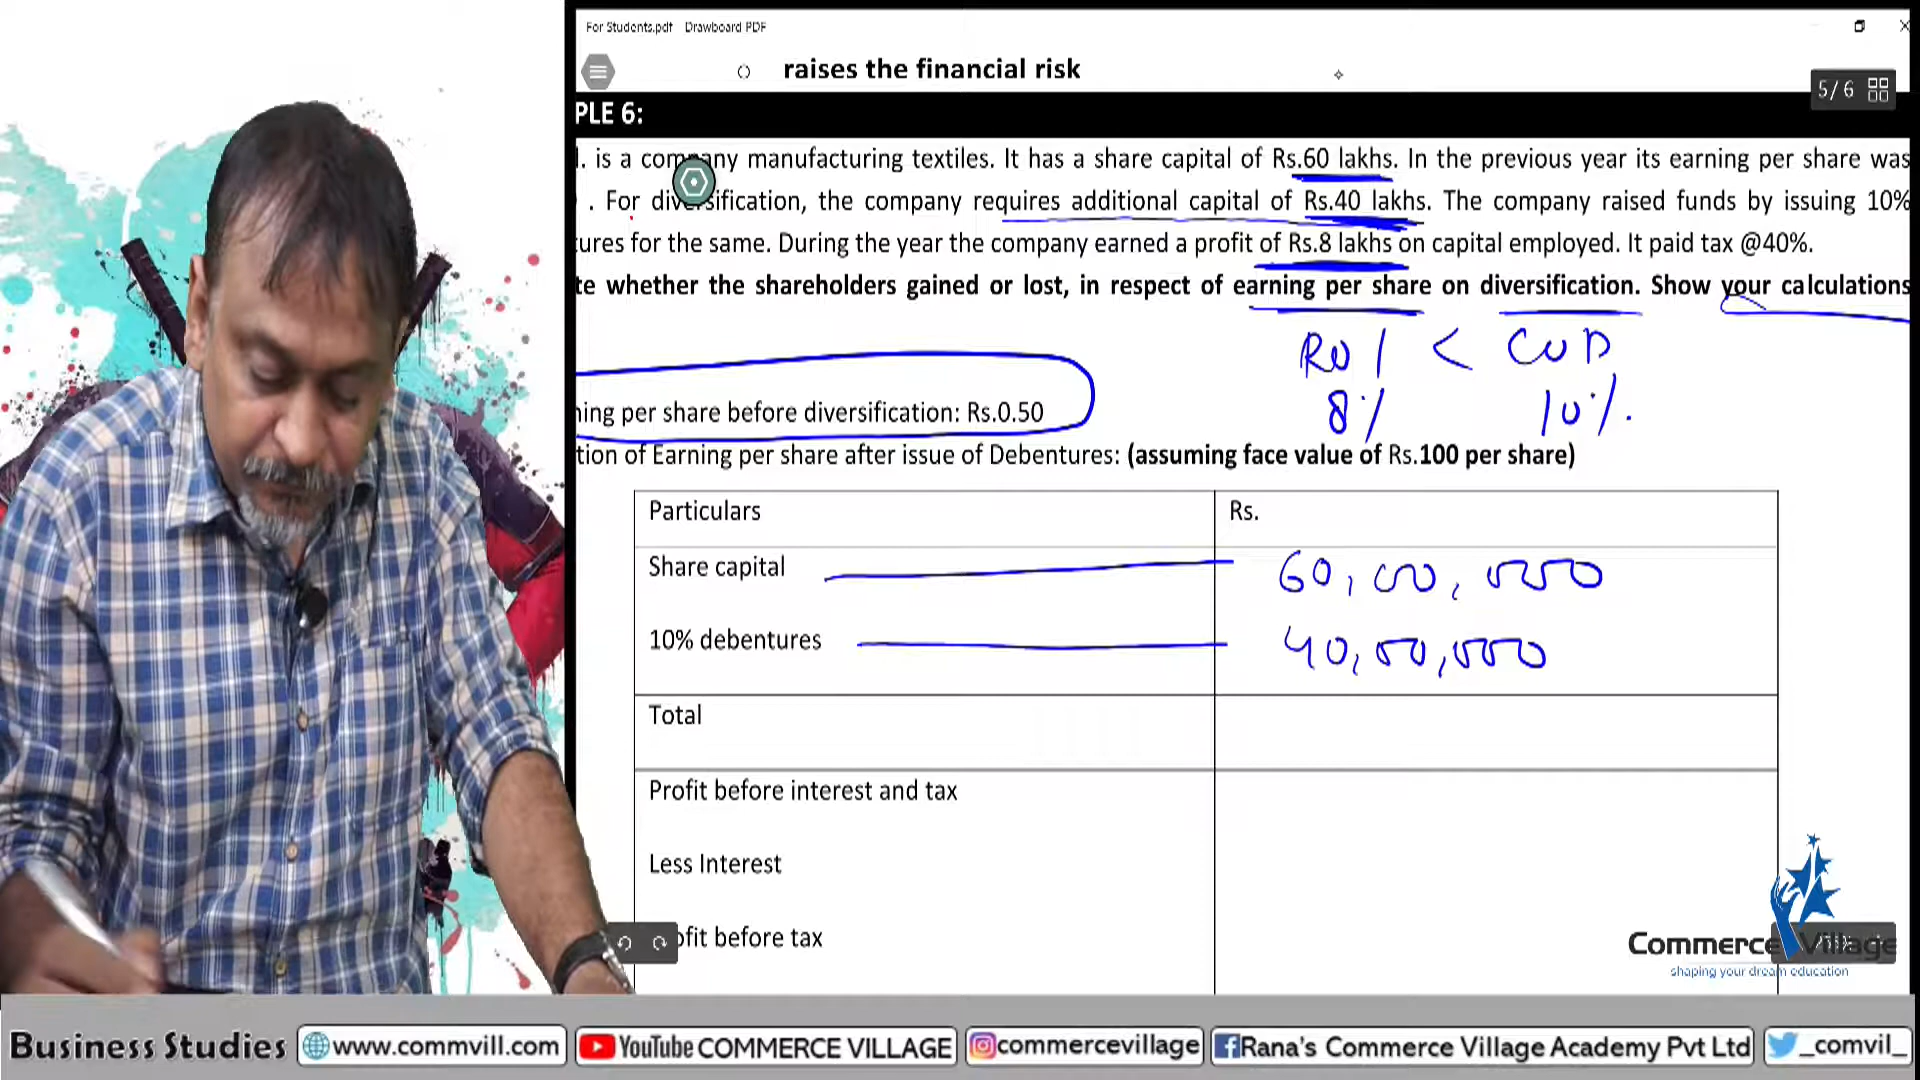 For Students.pdf Drawboard PDF
raises the financial risk
5/6
PLE 6:
. is a company manufacturing textiles. It has a share capital of Rs.60 lakhs. In the previous year its earning per share was
. For diversification, the company requires additional capital of Rs.40 lakhs. The company raised funds by issuing 10%
tures for the same. During the year the company earned a profit of Rs.8 lakhs on capital employed. It paid tax @40%.
te whether the shareholders gained or lost, in respect of earning per share on diversification. Show your calculations
ROI < COD
8% 10%.
ning per share before diversification: Rs.0.50
tion of Earning per share after issue of Debentures: (assuming face value of Rs.100 per share)
Particulars Rs.
Share capital 60,00,000
10% debentures 40,00,000
Total
Profit before interest and tax
Less Interest
ofit before tax
Commerce Village
shaping your dream education
Business Studies www.commvill.com YouTube COMMERCE VILLAGE commercevillage Rana's Commerce Village Academy Pvt Ltd _comvil_